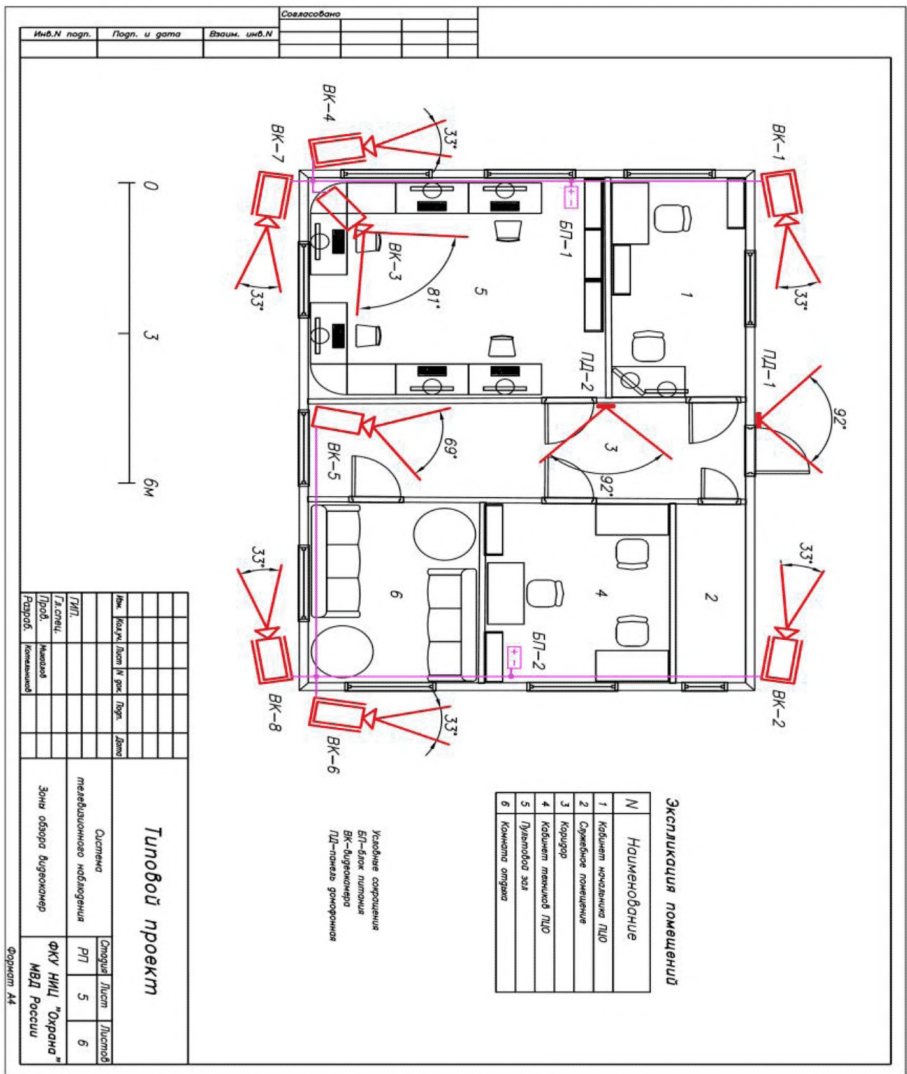 Согласовано
Инв.N подл.
Подп. и дата
Взаим. инв.N
ВК-4
33°
ВК-7
33°
ВК-1
33°
ПД-1
92°
БП-1
1
ВК-3
81°
5
ПД-2
3
92°
ВК-5
69°
0
3
6м
33°
ВК-8
6
4
БП-2
2
33°
ВК-2
33°
ВК-6
Экспликация помещений
N Наименование
1 Кабинет начальника ПЦО
2 Служебное помещение
3 Коридор
4 Кабинет техников ПЦО
5 Пультовой зал
6 Комната отдыха
Условные сокращения
БП-блок питания
ВК-видеокамера
ПД-панель домофонная
Типовой проект
Изм. Кол.уч. Лист N док. Подп. Дата
ГИП.
Гл.спец.
Пров.
Разраб. Котельников
Система
телевизионного наблюдения
Стадия Лист Листов
РП 5 6
Зоны обзора видеокамер
ФКУ НИЦ "Охрана"
МВД России
Формат А4